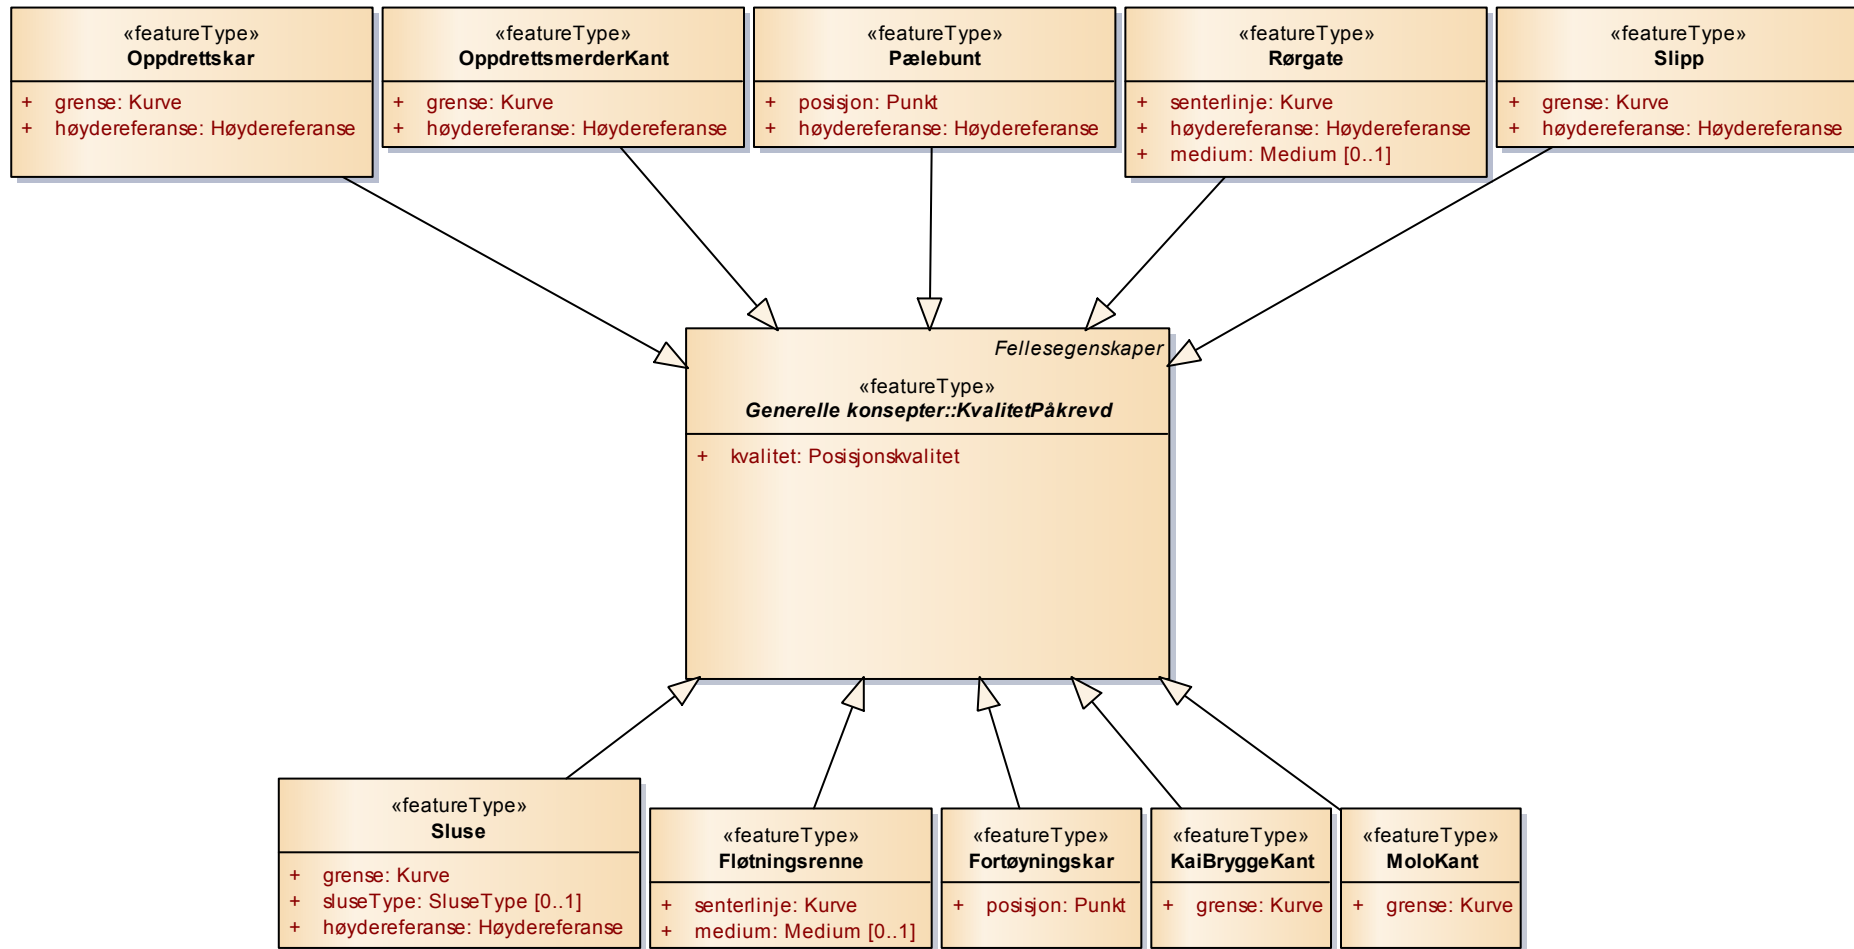 «featureType»
Oppdrettskar
+ grense: Kurve
+ høydereferanse: Høydereferanse
«featureType»
OppdrettsmerderKant
+ grense: Kurve
+ høydereferanse: Høydereferanse
«featureType»
Pælebunt
+ posisjon: Punkt
+ høydereferanse: Høydereferanse
«featureType»
Rørgate
+ senterlinje: Kurve
+ høydereferanse: Høydereferanse
+ medium: Medium [0..1]
«featureType»
Slipp
+ grense: Kurve
+ høydereferanse: Høydereferanse
Fellesegenskaper
«featureType»
Generelle konsepter::KvalitetPåkrevd
+ kvalitet: Posisjonskvalitet
«featureType»
Sluse
+ grense: Kurve
+ sluseType: SluseType [0..1]
+ høydereferanse: Høydereferanse
«featureType»
Fløtningsrenne
+ senterlinje: Kurve
+ medium: Medium [0..1]
«featureType»
Fortøyningskar
+ posisjon: Punkt
«featureType»
KaiBryggeKant
+ grense: Kurve
«featureType»
MoloKant
+ grense: Kurve